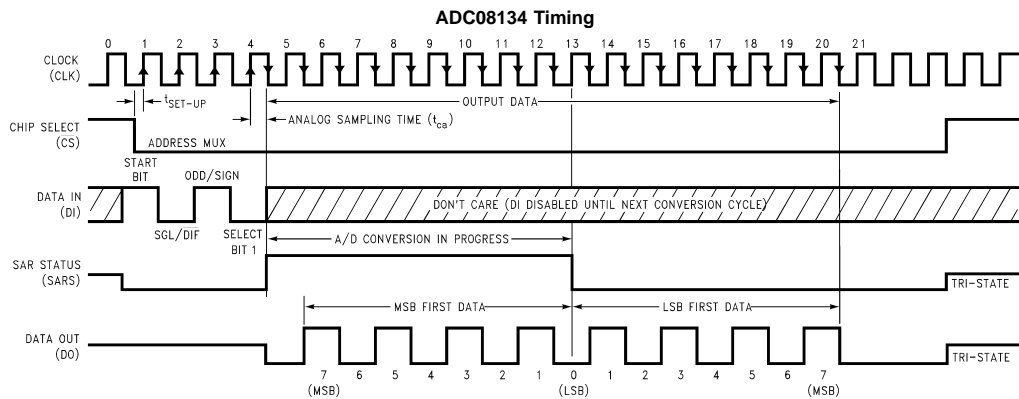 ADC08134 Timing
0 1 2 3 4 5 6 7 8 9 10 11 12 13 14 15 16 17 18 19 20 21
CLOCK
(CLK)
tSET-UP
OUTPUT DATA
ANALOG SAMPLING TIME (tca)
CHIP SELECT
(CS)
ADDRESS MUX
START
BIT
ODD/SIGN
DATA IN
(DI)
DON'T CARE (DI DISABLED UNTIL NEXT CONVERSION CYCLE)
SGL/DIF
SELECT
BIT 1
A/D CONVERSION IN PROGRESS
SAR STATUS
(SARS)
TRI-STATE
MSB FIRST DATA
LSB FIRST DATA
DATA OUT
(DO)
TRI-STATE
7 6 5 4 3 2 1 0 1 2 3 4 5 6 7
(MSB) (LSB) (MSB)